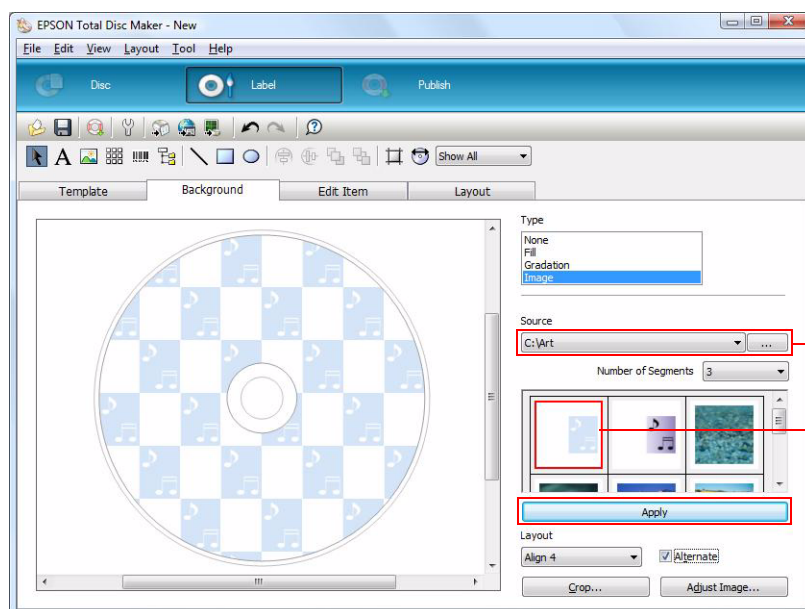 EPSON Total Disc Maker - New
File Edit View Layout Tool Help
Disc Label Publish
A Show All
Template Background Edit Item Layout
Type
None
Fill
Gradation
Image
Source
C:\Art ...
Number of Segments 3
Apply
Layout
Align 4 Alternate
Crop... Adjust Image...